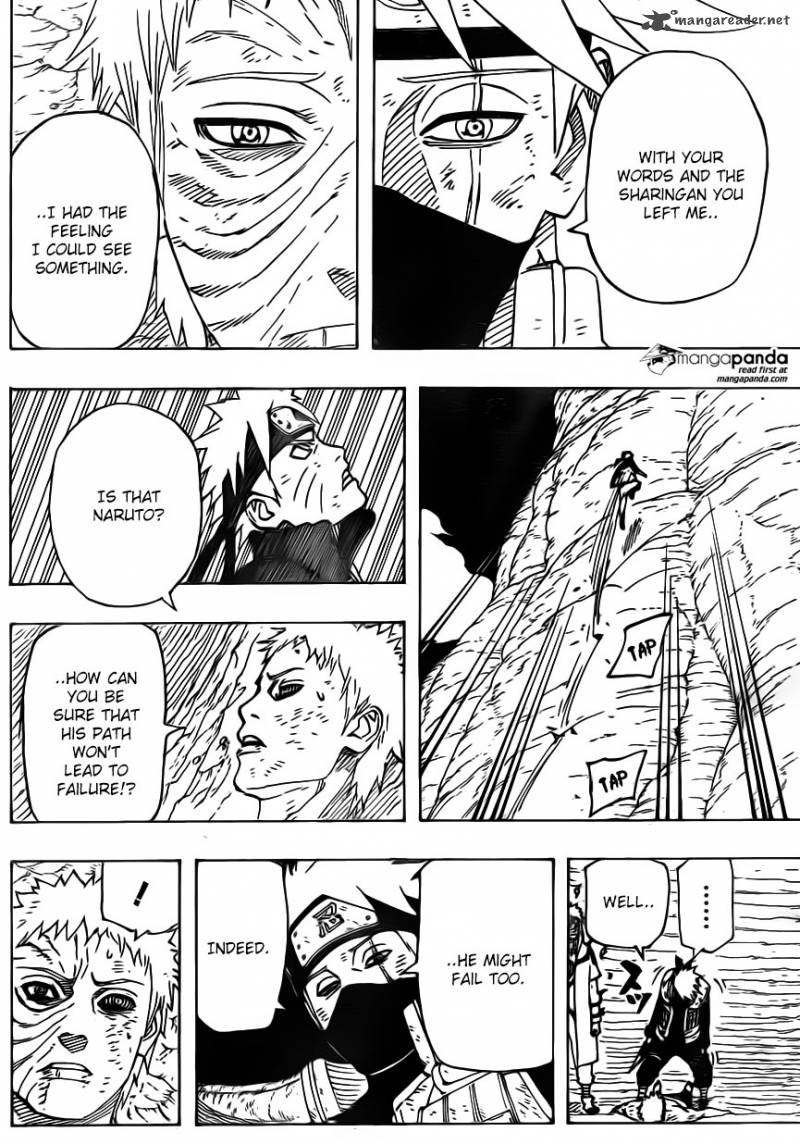 mangareader.net
WITH YOUR
WORDS AND THE
SHARINGAN YOU
LEFT ME..
..I HAD THE
FEELING
I COULD SEE
SOMETHING.
mangapanda
read first at
mangapanda.com
TAP
TAP
IS THAT
NARUTO?
..HOW CAN
YOU BE
SURE THAT
HIS PATH
WON'T
LEAD TO
FAILURE!?
.....
WELL..
スッ
..HE MIGHT
FAIL TOO.
INDEED.
!